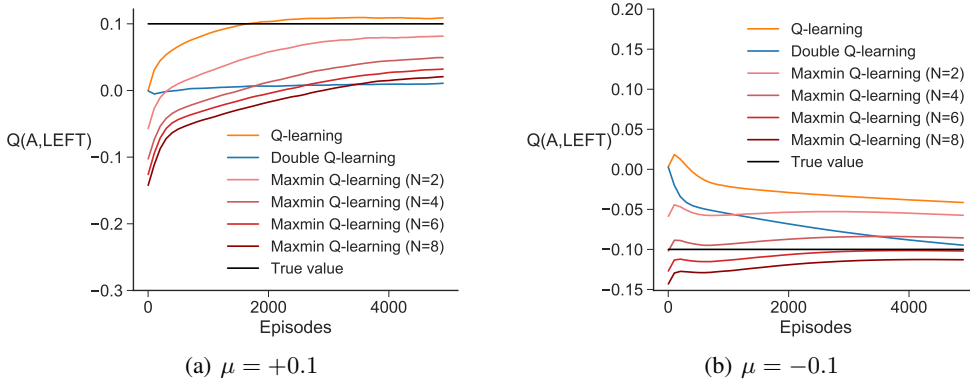 0.1
0.0
Q(A,LEFT)
−0.1
−0.2
−0.3
0
2000
4000
Episodes
Q-learning
Double Q-learning
Maxmin Q-learning (N=2)
Maxmin Q-learning (N=4)
Maxmin Q-learning (N=6)
Maxmin Q-learning (N=8)
True value
(a) μ = +0.1
0.20
0.15
0.10
0.05
Q(A,LEFT)
0.00
−0.05
−0.10
−0.15
0
2000
4000
Episodes
Q-learning
Double Q-learning
Maxmin Q-learning (N=2)
Maxmin Q-learning (N=4)
Maxmin Q-learning (N=6)
Maxmin Q-learning (N=8)
True value
(b) μ = −0.1